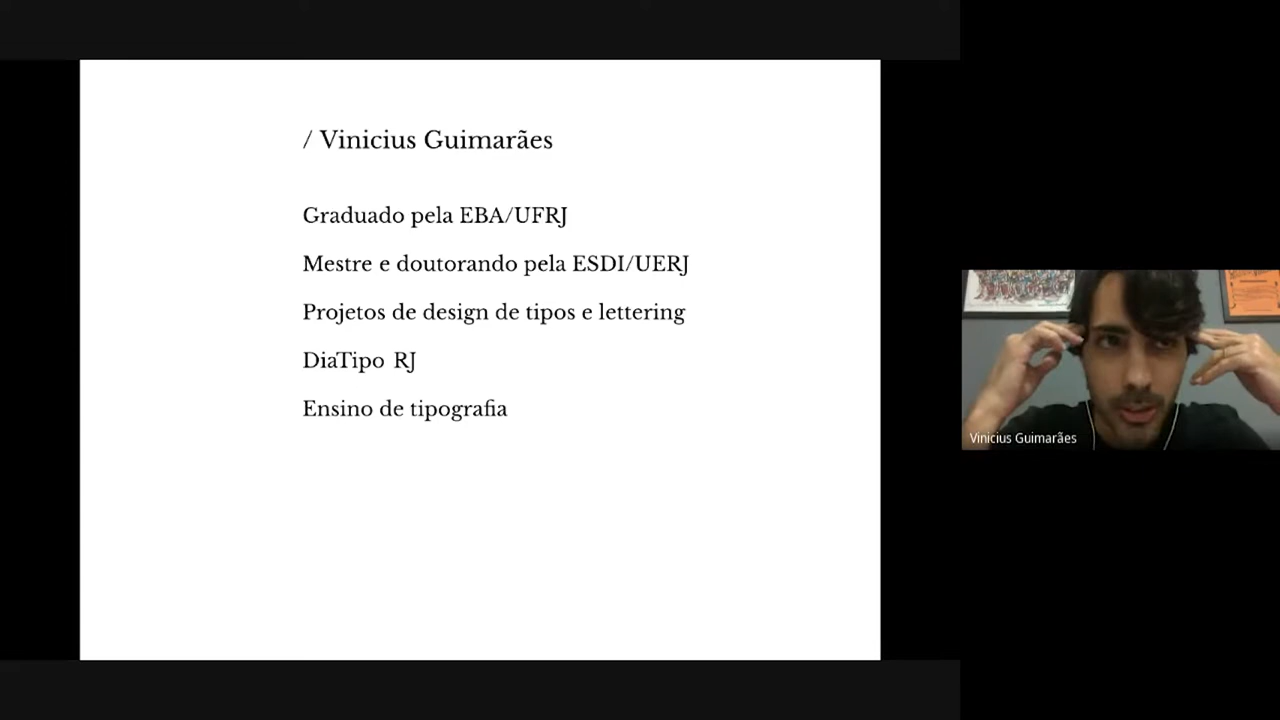 / Vinicius Guimarães
Graduado pela EBA/UFRJ
Mestre e doutorando pela ESDI/UERJ
Projetos de design de tipos e lettering
DiaTipo RJ
Ensino de tipografia
Vinicius Guimarães